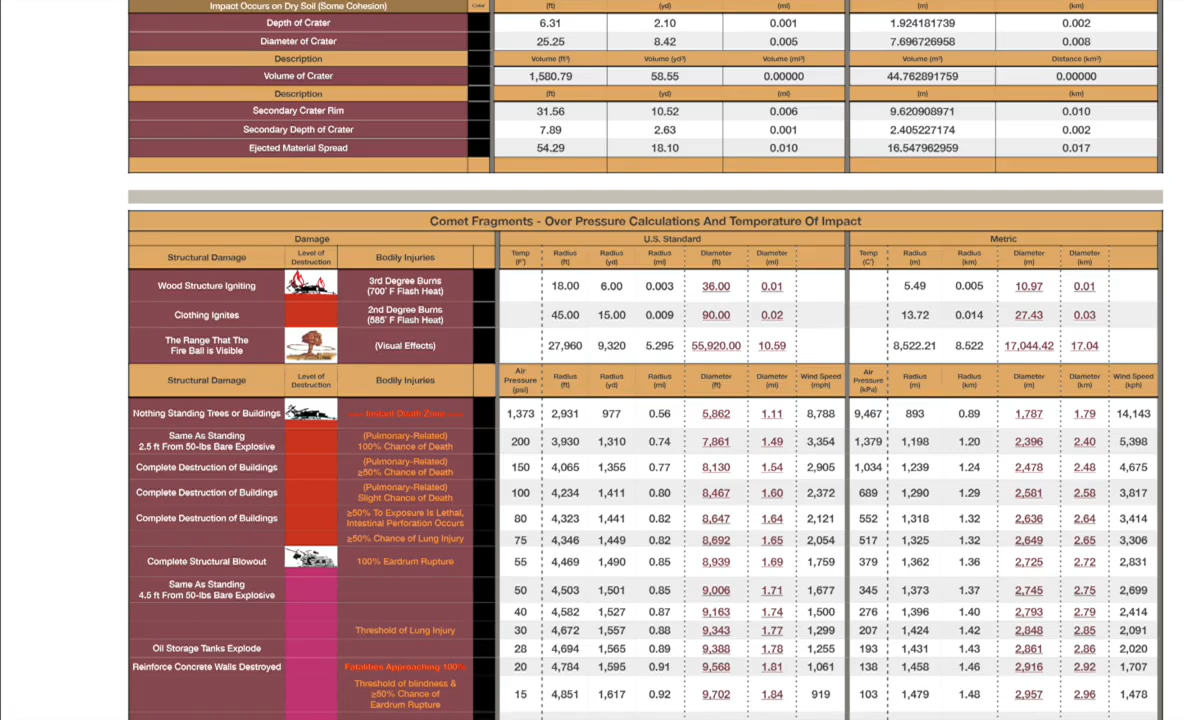 Impact Occurs on Dry Soil (Some Cohesion) Color (ft) (yd) (mi) (m) (km)
Depth of Crater 6.31 2.10 0.001 1.924181739 0.002
Diameter of Crater 25.25 8.42 0.005 7.696726958 0.008
Description Volume (ft³) Volume (yd³) Volume (mi³) Volume (m³) Distance (km³)
Volume of Crater 1,580.79 58.55 0.00000 44.762891759 0.00000
Description (ft) (yd) (mi) (m) (km)
Secondary Crater Rim 31.56 10.52 0.006 9.620908971 0.010
Secondary Depth of Crater 7.89 2.63 0.001 2.405227174 0.002
Ejected Material Spread 54.29 18.10 0.010 16.547962959 0.017
Comet Fragments - Over Pressure Calculations And Temperature Of Impact
Damage U.S. Standard Metric
Structural Damage Level of Destruction Bodily Injuries Temp (F°) Radius (ft) Radius (yd) Radius (mi) Diameter (ft) Diameter (mi) Temp (C°) Radius (m) Radius (km) Diameter (m) Diameter (km)
Wood Structure Igniting 3rd Degree Burns (700° F Flash Heat) 18.00 6.00 0.003 36.00 0.01 5.49 0.005 10.97 0.01
Clothing Ignites 2nd Degree Burns (585° F Flash Heat) 45.00 15.00 0.009 90.00 0.02 13.72 0.014 27.43 0.03
The Range That The Fire Ball is Visible (Visual Effects) 27,960 9,320 5.295 55,920.00 10.59 8,522.21 8.522 17,044.42 17.04
Structural Damage Level of Destruction Bodily Injuries Air Pressure (psi) Radius (ft) Radius (yd) Radius (mi) Diameter (ft) Diameter (mi) Wind Speed (mph) Air Pressure (kPa) Radius (m) Radius (km) Diameter (m) Diameter (km) Wind Speed (kph)
Nothing Standing Trees or Buildings Instant Death Zone 1,373 2,931 977 0.56 5,862 1.11 8,788 9,467 893 0.89 1,787 1.79 14,143
Same As Standing 2.5 ft From 50-lbs Bare Explosive (Pulmonary-Related) 100% Chance of Death 200 3,930 1,310 0.74 7,861 1.49 3,354 1,379 1,198 1.20 2,396 2.40 5,398
Complete Destruction of Buildings (Pulmonary-Related) ≥50% Chance of Death 150 4,065 1,355 0.77 8,130 1.54 2,905 1,034 1,239 1.24 2,478 2.48 4,675
Complete Destruction of Buildings (Pulmonary-Related) Slight Chance of Death 100 4,234 1,411 0.80 8,467 1.60 2,372 689 1,290 1.29 2,581 2.58 3,817
Complete Destruction of Buildings ≥50% To Exposure Is Lethal, Intestinal Perforation Occurs 80 4,323 1,441 0.82 8,647 1.64 2,121 552 1,318 1.32 2,636 2.64 3,414
≥50% Chance of Lung Injury 75 4,346 1,449 0.82 8,692 1.65 2,054 517 1,325 1.32 2,649 2.65 3,306
Complete Structural Blowout 100% Eardrum Rupture 55 4,469 1,490 0.85 8,939 1.69 1,759 379 1,362 1.36 2,725 2.72 2,831
Same As Standing 4.5 ft From 50-lbs Bare Explosive 50 4,503 1,501 0.85 9,006 1.71 1,677 345 1,373 1.37 2,745 2.75 2,699
40 4,582 1,527 0.87 9,163 1.74 1,500 276 1,396 1.40 2,793 2.79 2,414
Threshold of Lung Injury 30 4,672 1,557 0.88 9,343 1.77 1,299 207 1,424 1.42 2,848 2.85 2,091
Oil Storage Tanks Explode 28 4,694 1,565 0.89 9,388 1.78 1,255 193 1,431 1.43 2,861 2.86 2,020
Reinforce Concrete Walls Destroyed Fatalities Approaching 100% 20 4,784 1,595 0.91 9,568 1.81 1,061 138 1,458 1.46 2,916 2.92 1,707
Threshold of blindness & ≥50% Chance of Eardrum Rupture 15 4,851 1,617 0.92 9,702 1.84 919 103 1,479 1.48 2,957 2.96 1,478